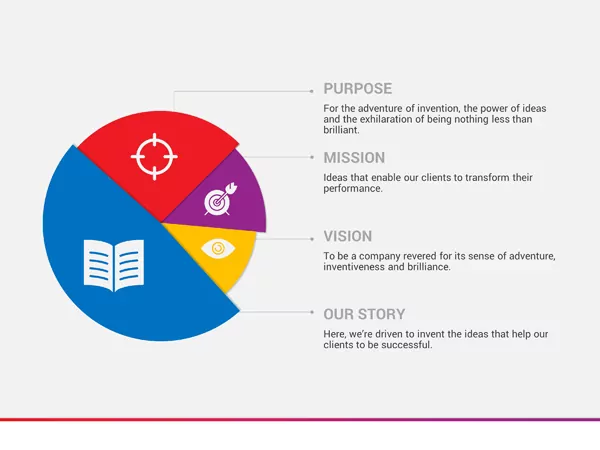 PURPOSE
For the adventure of invention, the power of ideas
and the exhilaration of being nothing less than
brilliant.
MISSION
Ideas that enable our clients to transform their
performance.
VISION
To be a company revered for its sense of adventure,
inventiveness and brilliance.
OUR STORY
Here, we’re driven to invent the ideas that help our
clients to be successful.